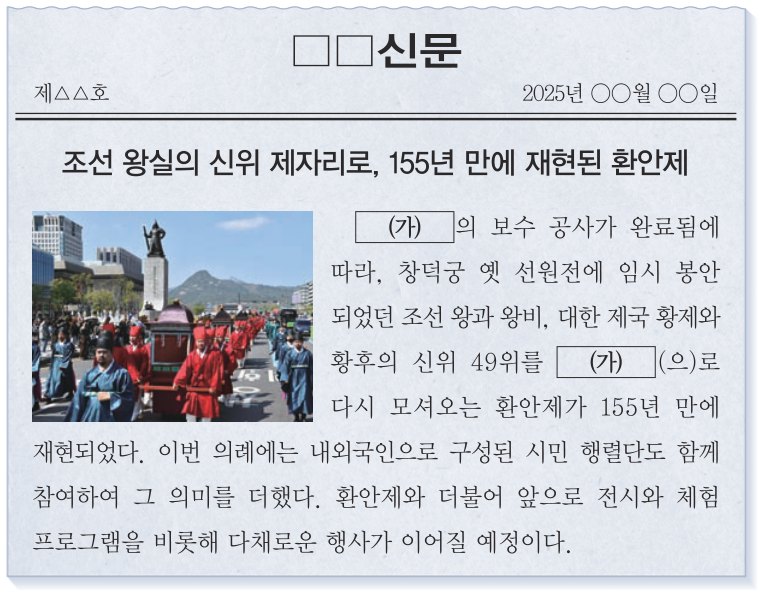 □□신문
제△△호 2025년 ○○월 ○○일
조선 왕실의 신위 제자리로, 155년 만에 재현된 환안제
(가) 의 보수 공사가 완료됨에
따라, 창덕궁 옛 선원전에 임시 봉안
되었던 조선 왕과 왕비, 대한 제국 황제와
황후의 신위 49위를 (가) (으)로
다시 모셔오는 환안제가 155년 만에
재현되었다. 이번 의례에는 내외국인으로 구성된 시민 행렬단도 함께
참여하여 그 의미를 더했다. 환안제와 더불어 앞으로 전시와 체험
프로그램을 비롯해 다채로운 행사가 이어질 예정이다.